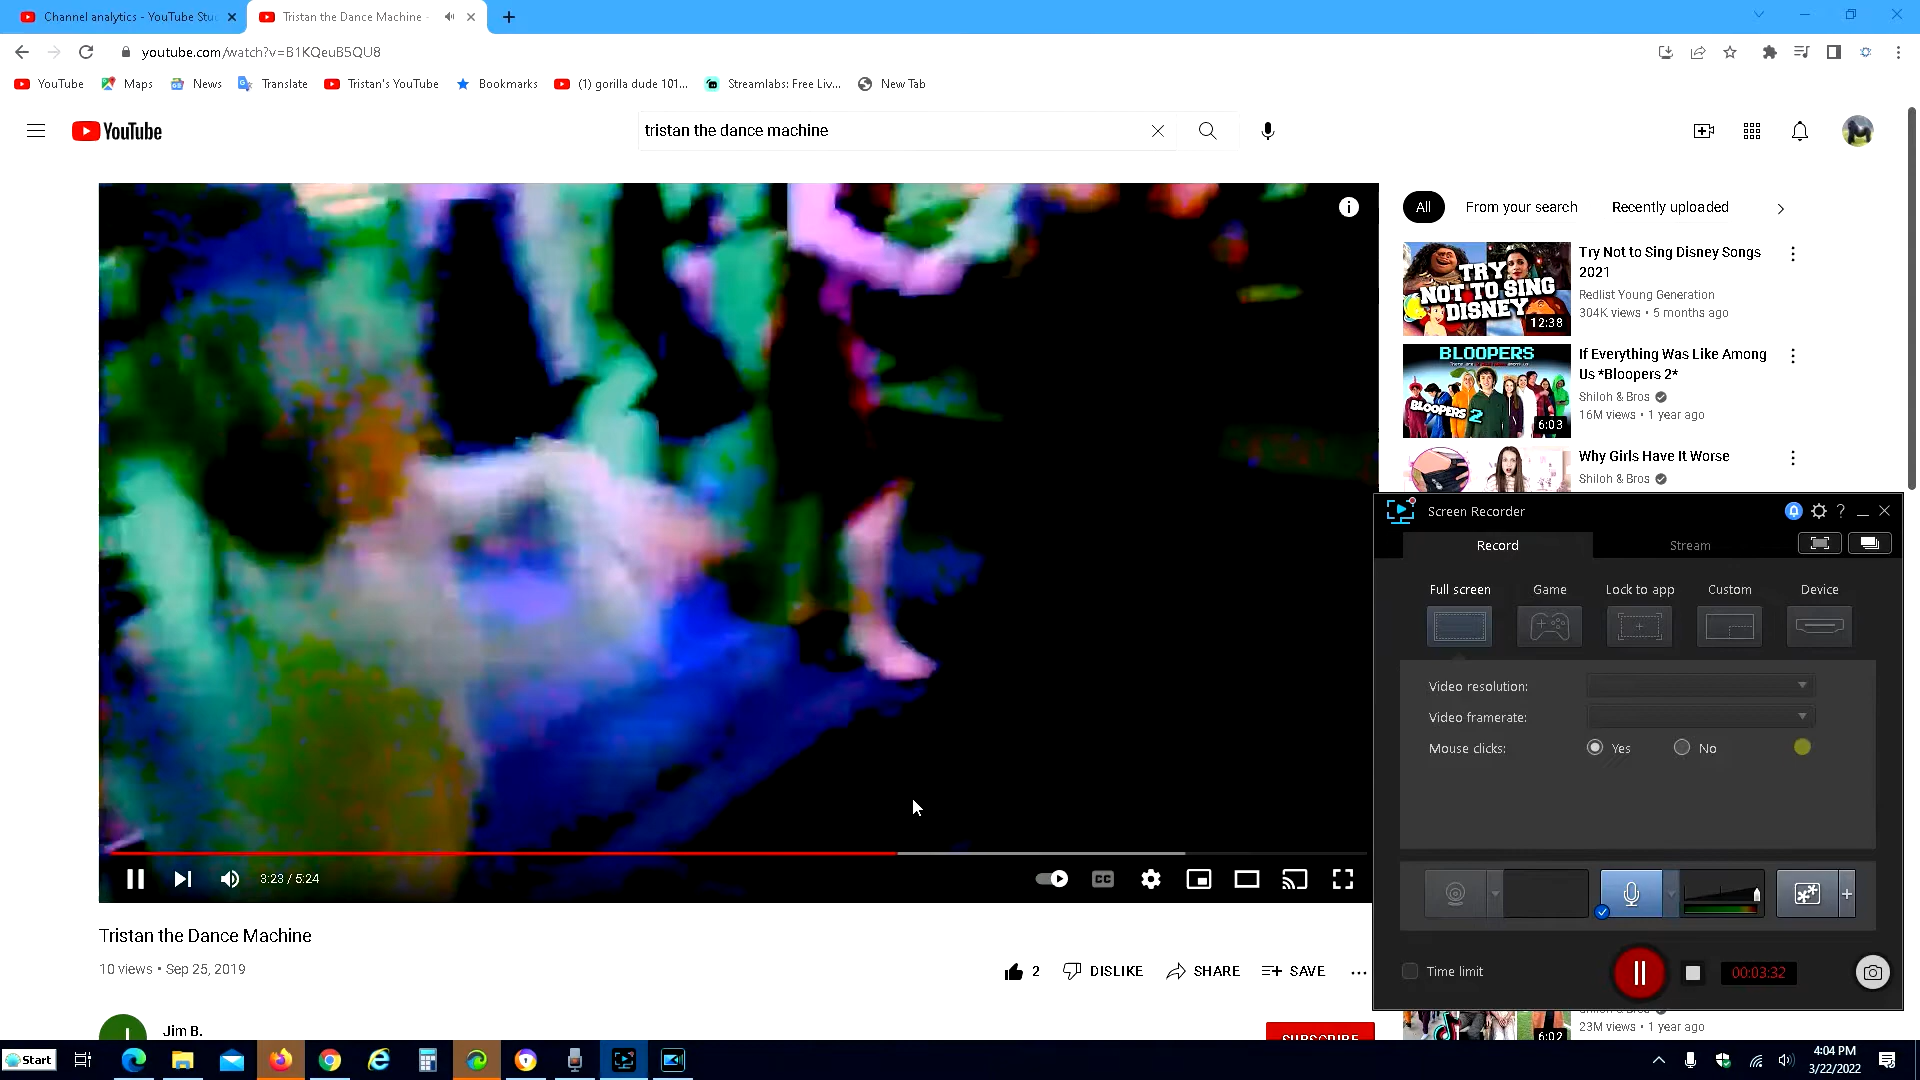 Channel analytics - YouTube Stu
Tristan the Dance Machine -
youtube.com/watch?v=B1KQeuB5QU8
YouTube
Maps
News
Translate
Tristan's YouTube
Bookmarks
(1) gorilla dude 101...
Streamlabs: Free Liv...
New Tab
YouTube
tristan the dance machine
All
From your search
Recently uploaded
TRY
NOT TO SING
DISNEY
12:38
Try Not to Sing Disney Songs
2021
Redlist Young Generation
304K views • 5 months ago
BLOOPERS
BLOOPERS 2
6:03
If Everything Was Like Among
Us *Bloopers 2*
Shiloh & Bros
16M views • 1 year ago
Why Girls Have It Worse
Shiloh & Bros
Screen Recorder
?
Record
Stream
Full screen
Game
Lock to app
Custom
Device
Video resolution:
Video framerate:
Mouse clicks:
Yes
No
Time limit
00:03:32
3:23 / 5:24
CC
Tristan the Dance Machine
10 views • Sep 25, 2019
2
DISLIKE
SHARE
SAVE
J
Jim B.
SUBSCRIBE
6:02
Shiloh & Bros
23M views • 1 year ago
Start
4:04 PM
3/22/2022